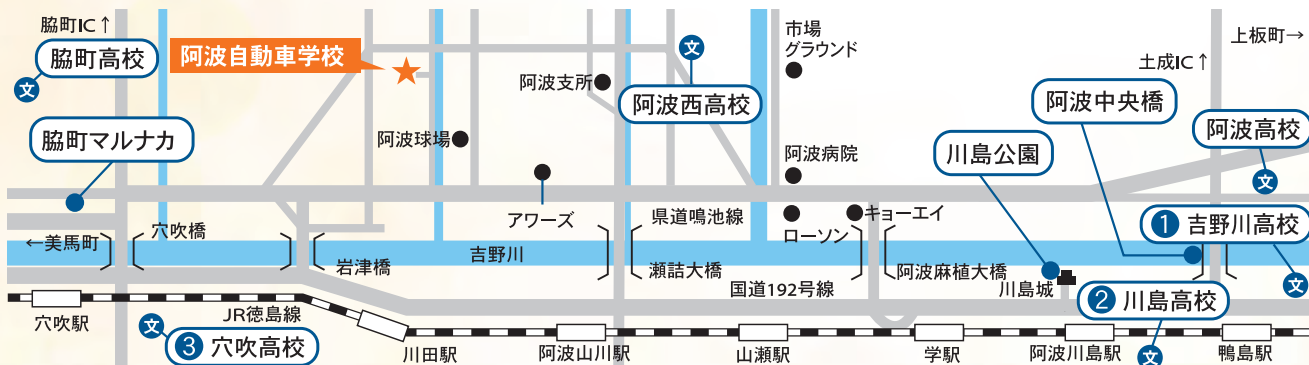 脇町IC↑
脇町高校
文
阿波自動車学校
阿波支所
文
阿波西高校
市場
グラウンド
上板町→
土成IC↑
阿波中央橋
阿波高校
文
脇町マルナカ
阿波球場
アワーズ
阿波病院
川島公園
県道鳴池線
ローソン
キョーエイ
1 吉野川高校
文
←美馬町
穴吹橋
岩津橋
吉野川
瀬詰大橋
国道192号線
阿波麻植大橋
川島城
2 川島高校
文
穴吹駅
文
3 穴吹高校
JR徳島線
川田駅
阿波山川駅
山瀬駅
学駅
阿波川島駅
鴨島駅